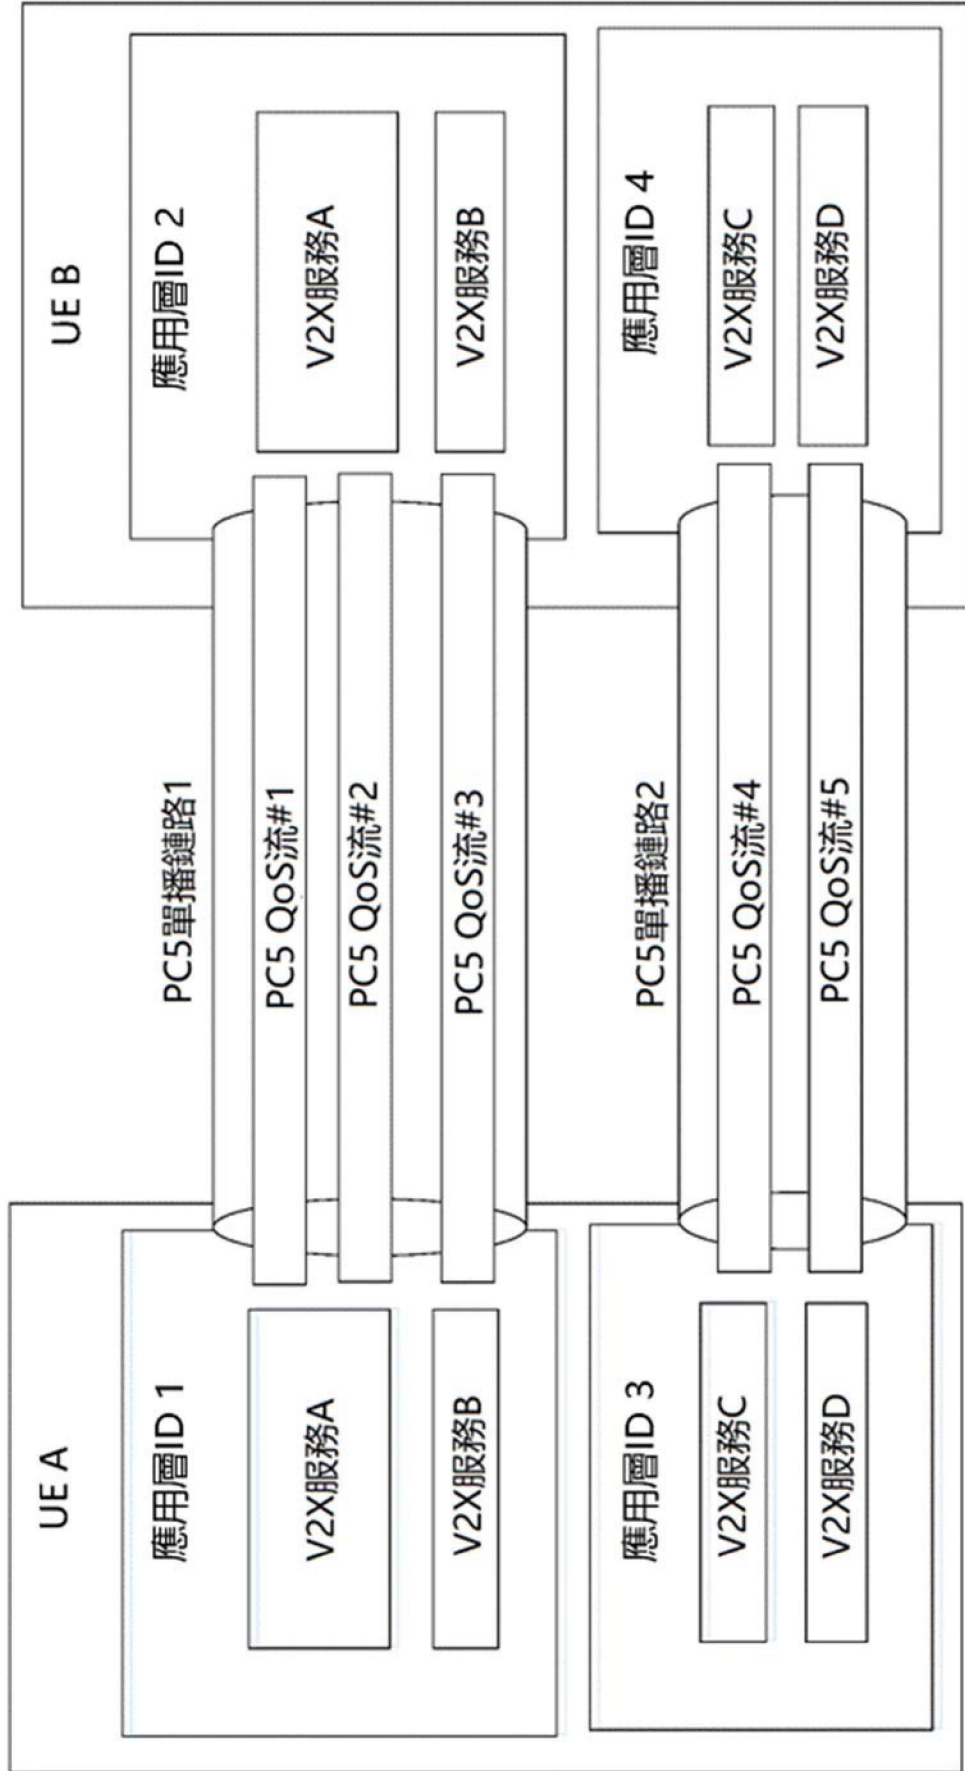 UE A
應用層ID 1
V2X服務A
V2X服務B
應用層ID 3
V2X服務C
V2X服務D
PC5單播鏈路1
PC5 QoS流#1
PC5 QoS流#2
PC5 QoS流#3
PC5單播鏈路2
PC5 QoS流#4
PC5 QoS流#5
UE B
應用層ID 2
V2X服務A
V2X服務B
應用層ID 4
V2X服務C
V2X服務D